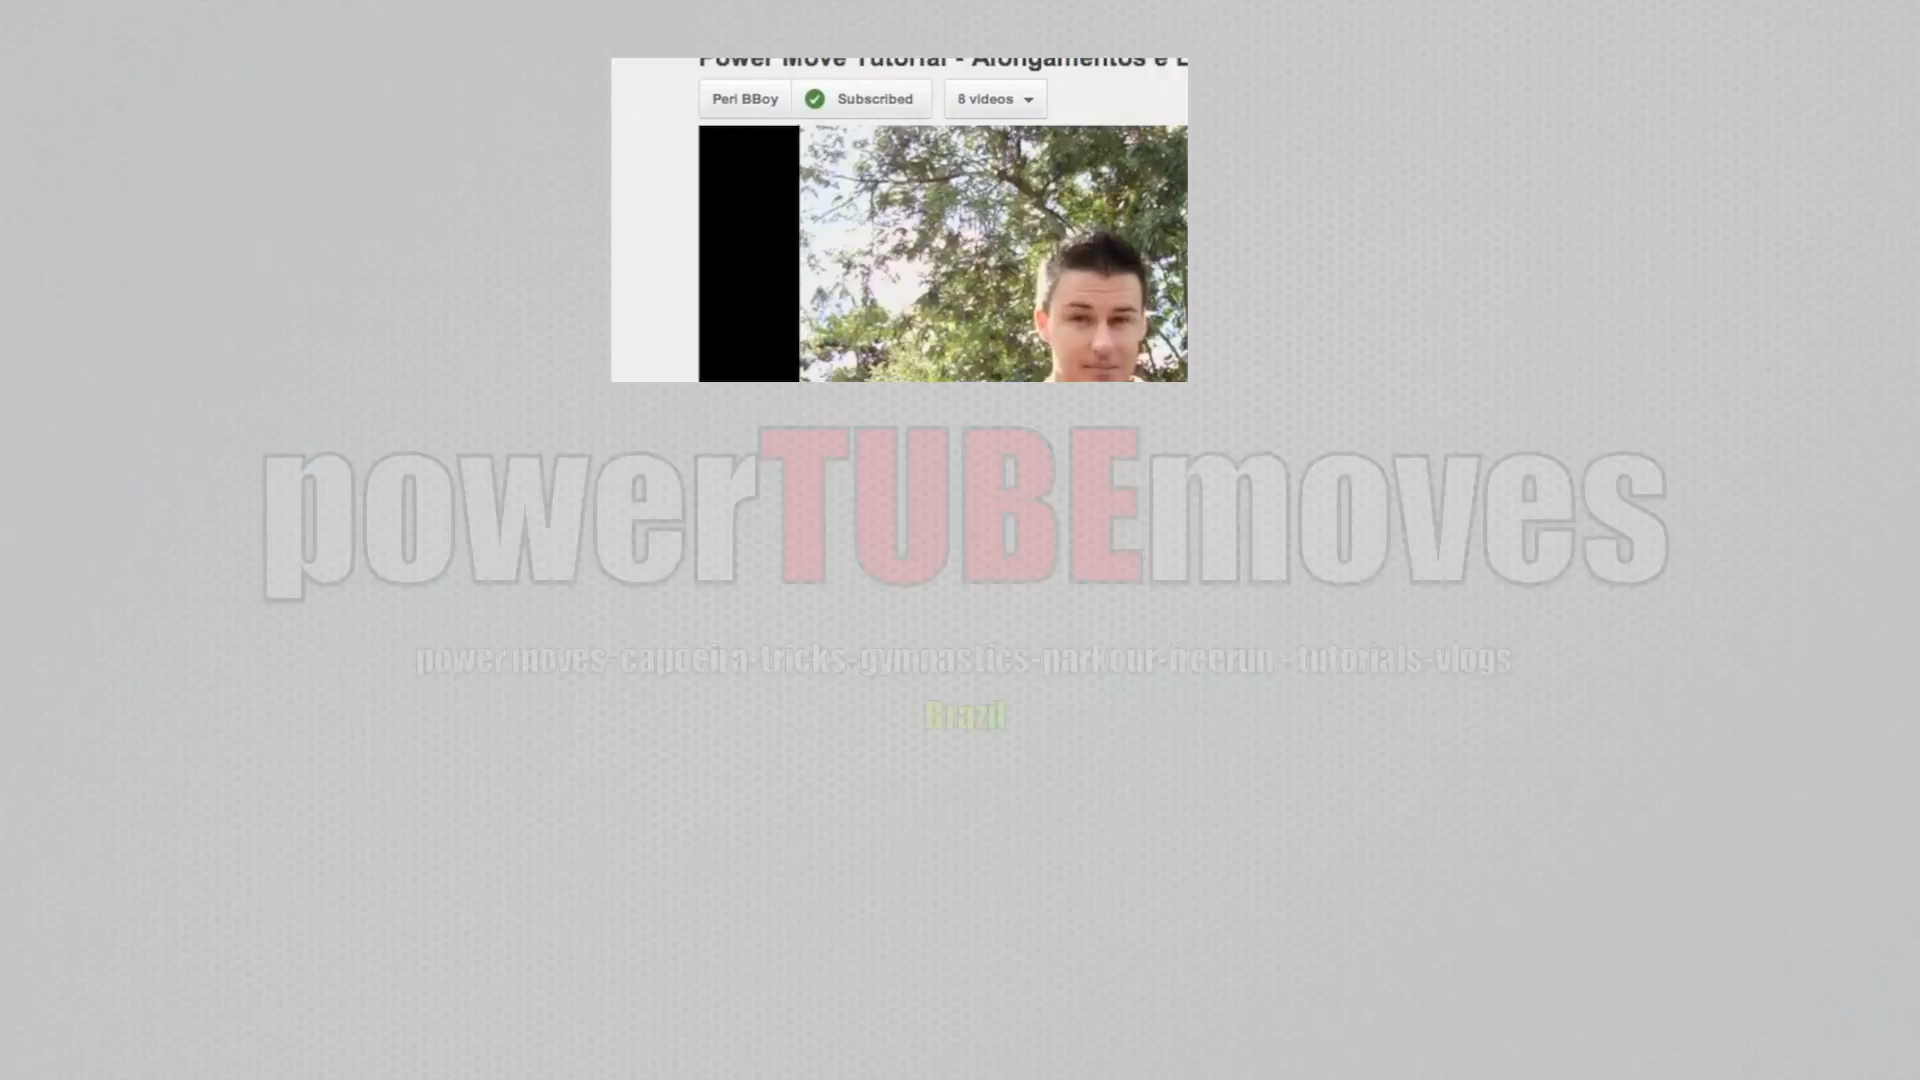 Power Move Tutorial - Alongamentos e
Peri BBoy Subscribed 8 videos
powerTUBEmoves
power moves-capoeira-tricks-gymnastics-parkour-freerun - tutorials-vlogs
Brazil